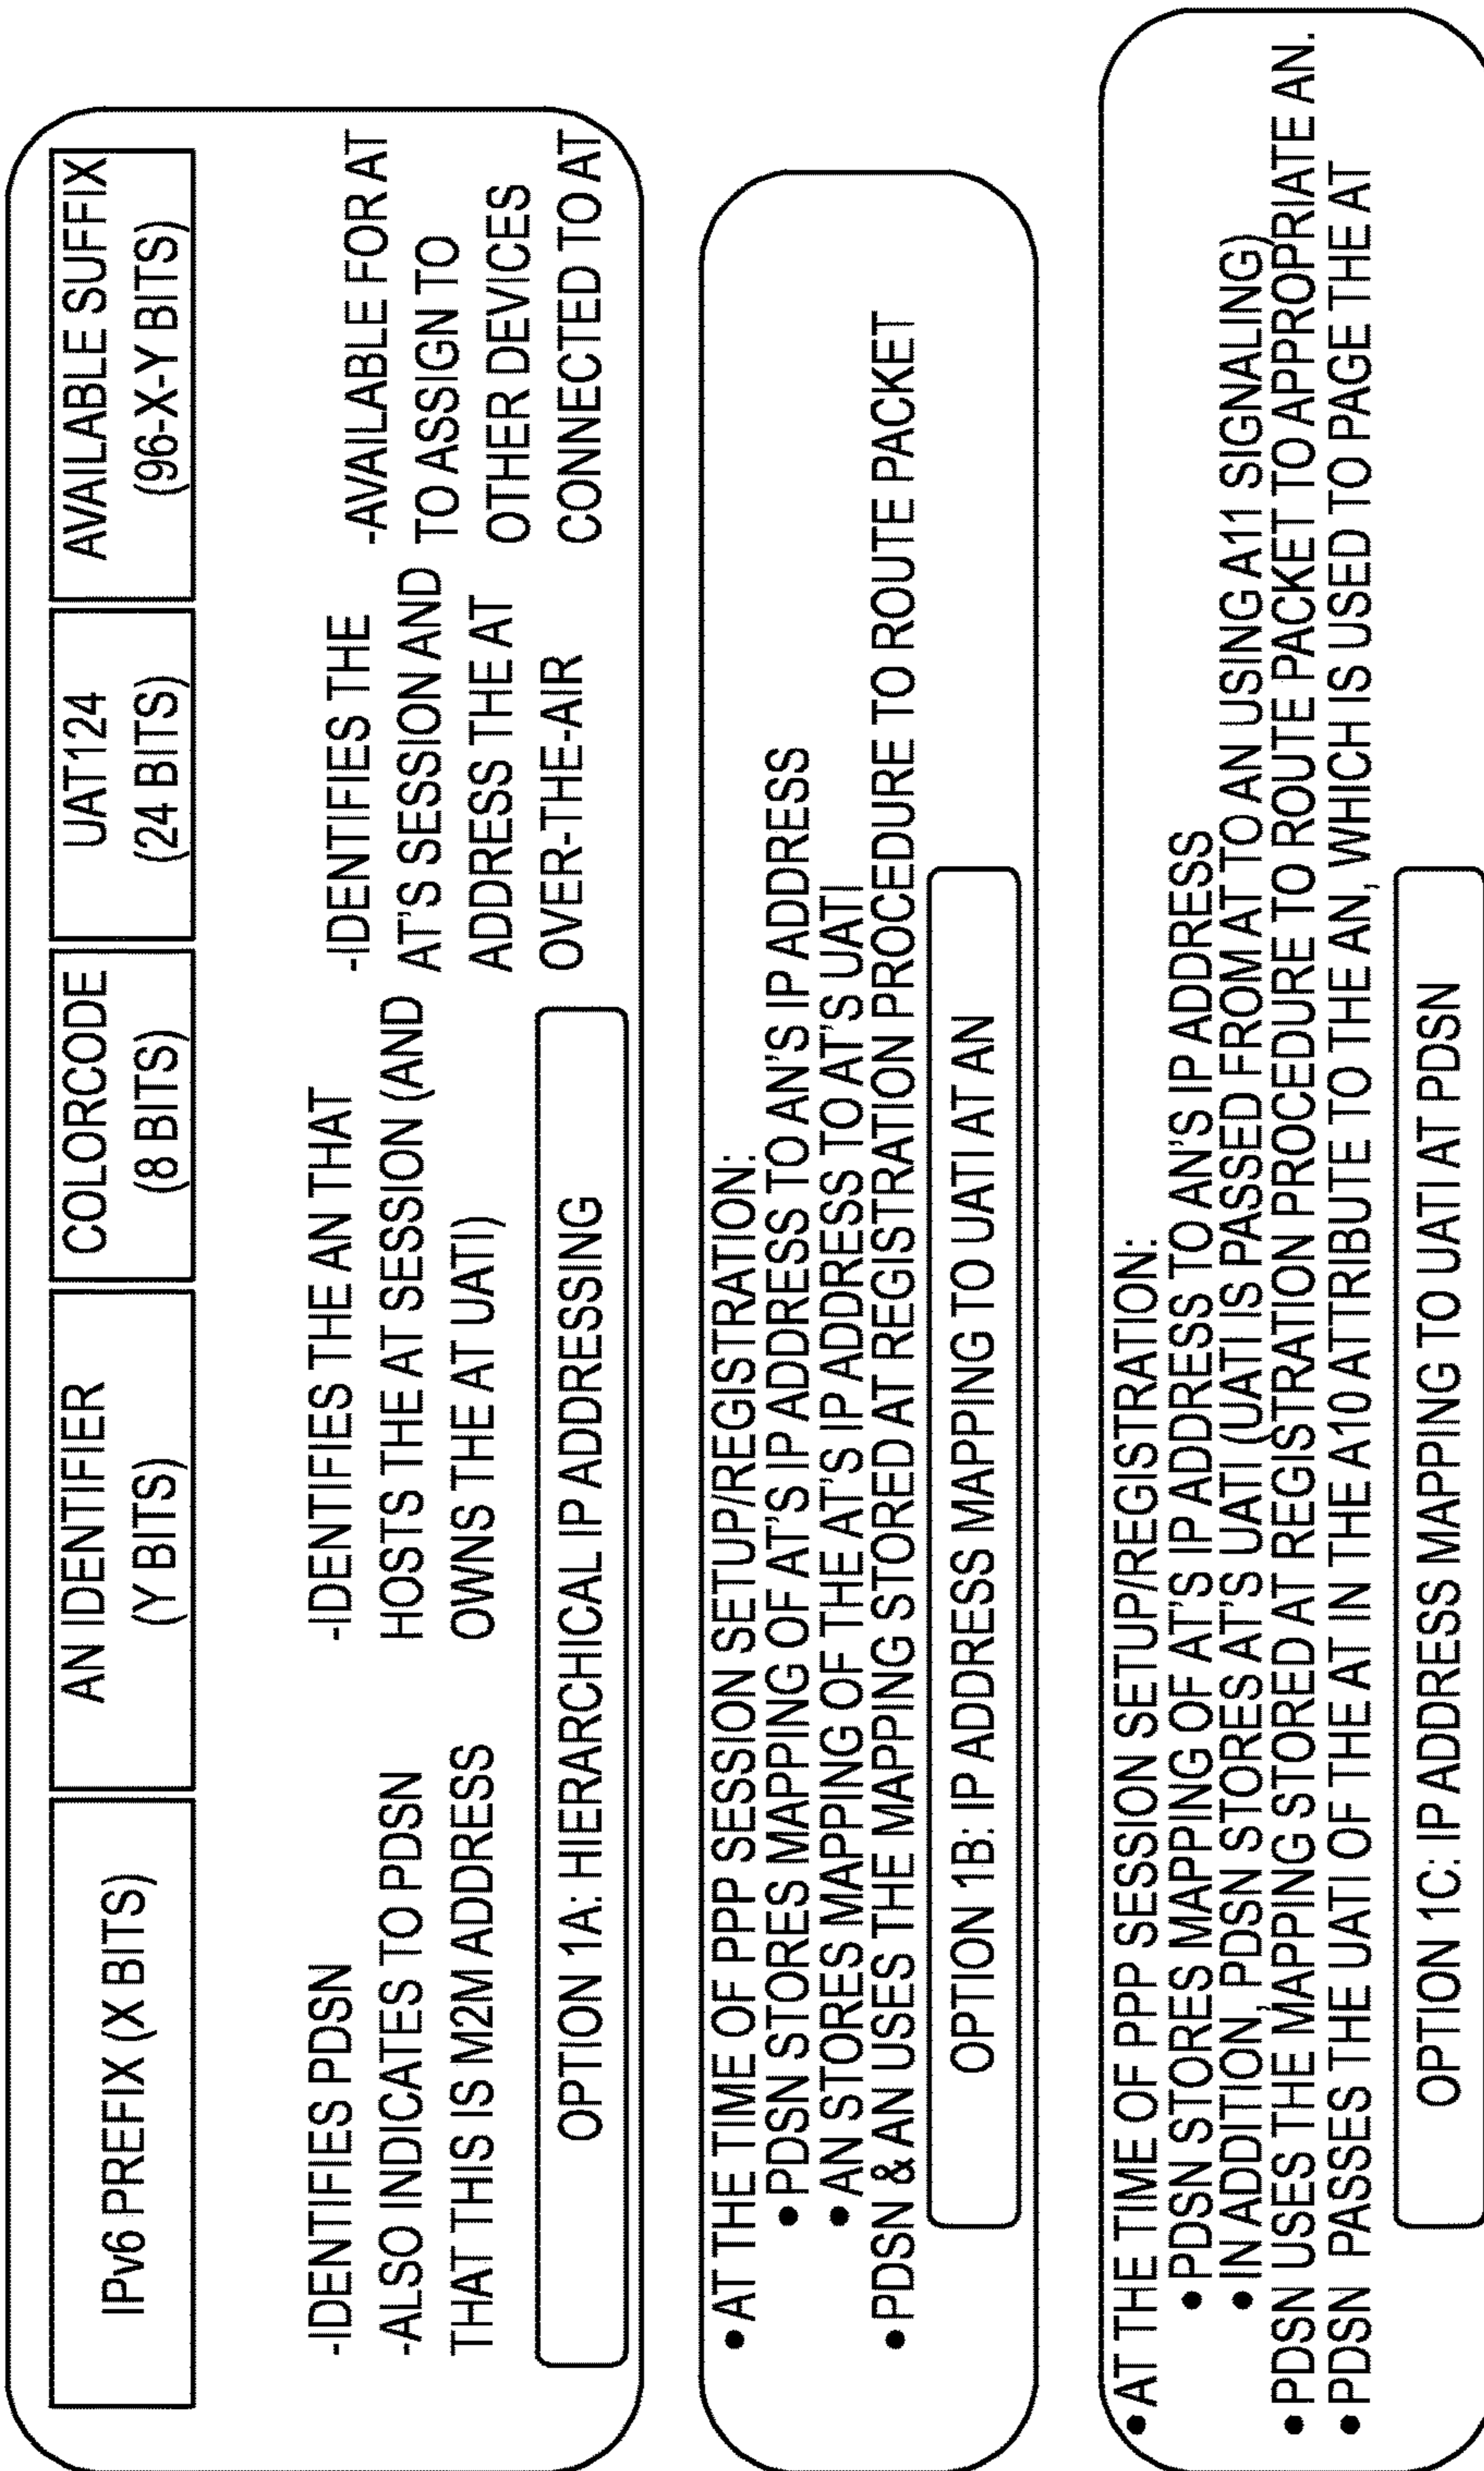 IPv6 PREFIX (X BITS)
AN IDENTIFIER
(Y BITS)
COLORCODE
(8 BITS)
UAT124
(24 BITS)
AVAILABLE SUFFIX
(96-X-Y BITS)
-IDENTIFIES PDSN
-ALSO INDICATES TO PDSN
THAT THIS IS M2M ADDRESS
-IDENTIFIES THE AN THAT
HOSTS THE AT SESSION (AND
OWNS THE AT UATI)
-IDENTIFIES THE
AT'S SESSION AND
ADDRESS THE AT
OVER-THE-AIR
-AVAILABLE FOR AT
TO ASSIGN TO
OTHER DEVICES
CONNECTED TO AT
OPTION 1A: HIERARCHICAL IP ADDRESSING
• AT THE TIME OF PPP SESSION SETUP/REGISTRATION:
• PDSN STORES MAPPING OF AT'S IP ADDRESS TO AN'S IP ADDRESS
• AN STORES MAPPING OF THE AT'S IP ADDRESS TO AT'S UATI
• PDSN & AN USES THE MAPPING STORED AT REGISTRATION PROCEDURE TO ROUTE PACKET
OPTION 1B: IP ADDRESS MAPPING TO UATI AT AN
• AT THE TIME OF PPP SESSION SETUP/REGISTRATION:
• PDSN STORES MAPPING OF AT'S IP ADDRESS TO AN'S IP ADDRESS
• IN ADDITION, PDSN STORES AT'S UATI (UATI IS PASSED FROM AT TO AN USING A11 SIGNALING)
• PDSN USES THE MAPPING STORED AT REGISTRATION PROCEDURE TO ROUTE PACKET TO APPROPRIATE AN.
• PDSN PASSES THE UATI OF THE AT IN THE A10 ATTRIBUTE TO THE AN, WHICH IS USED TO PAGE THE AT
OPTION 1C: IP ADDRESS MAPPING TO UATI AT PDSN